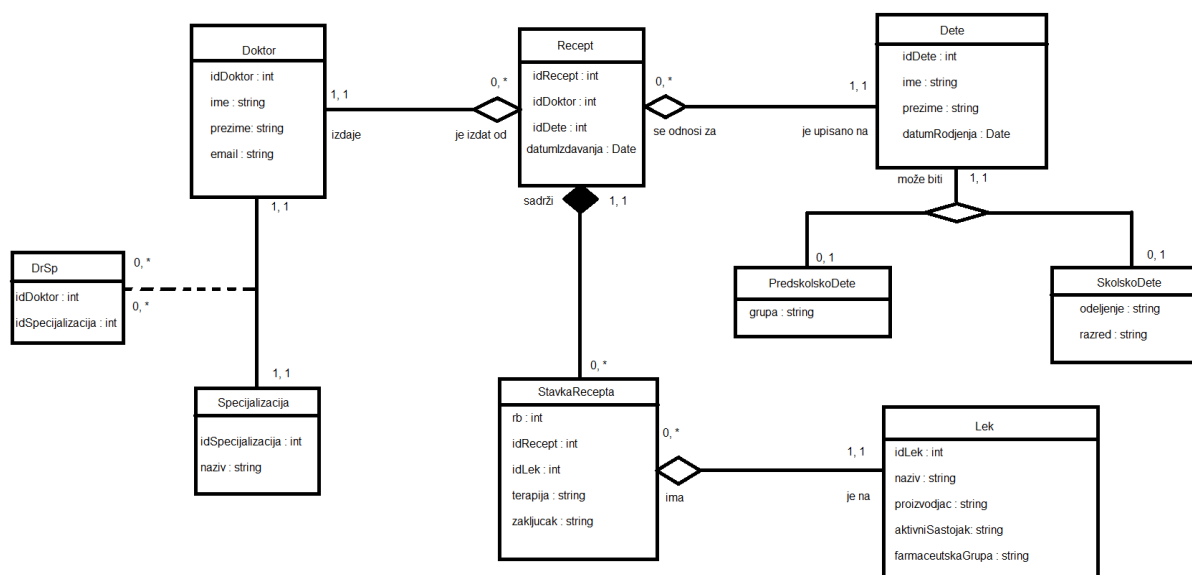 Doktor
idDoktor : int
ime : string
prezime: string
email : string
1, 1
izdaje
0, *
je izdat od
Recept
idRecept : int
idDoktor : int
idDete : int
datumIzdavanja : Date
0, *
se odnosi za
1, 1
je upisano na
Dete
idDete : int
ime : string
prezime : string
datumRodjenja : Date
može biti
1, 1
0, 1
0, 1
PredskolskoDete
grupa : string
SkolskoDete
odeljenje : string
razred : string
sadrži
1, 1
0, *
1, 1
DrSp
idDoktor : int
idSpecijalizacija : int
0, *
0, *
1, 1
Specijalizacija
idSpecijalizacija : int
naziv : string
StavkaRecepta
rb : int
idRecept : int
idLek : int
terapija : string
zakljucak : string
0, *
ima
1, 1
je na
Lek
idLek : int
naziv : string
proizvodjac : string
aktivniSastojak: string
farmaceutskaGrupa : string